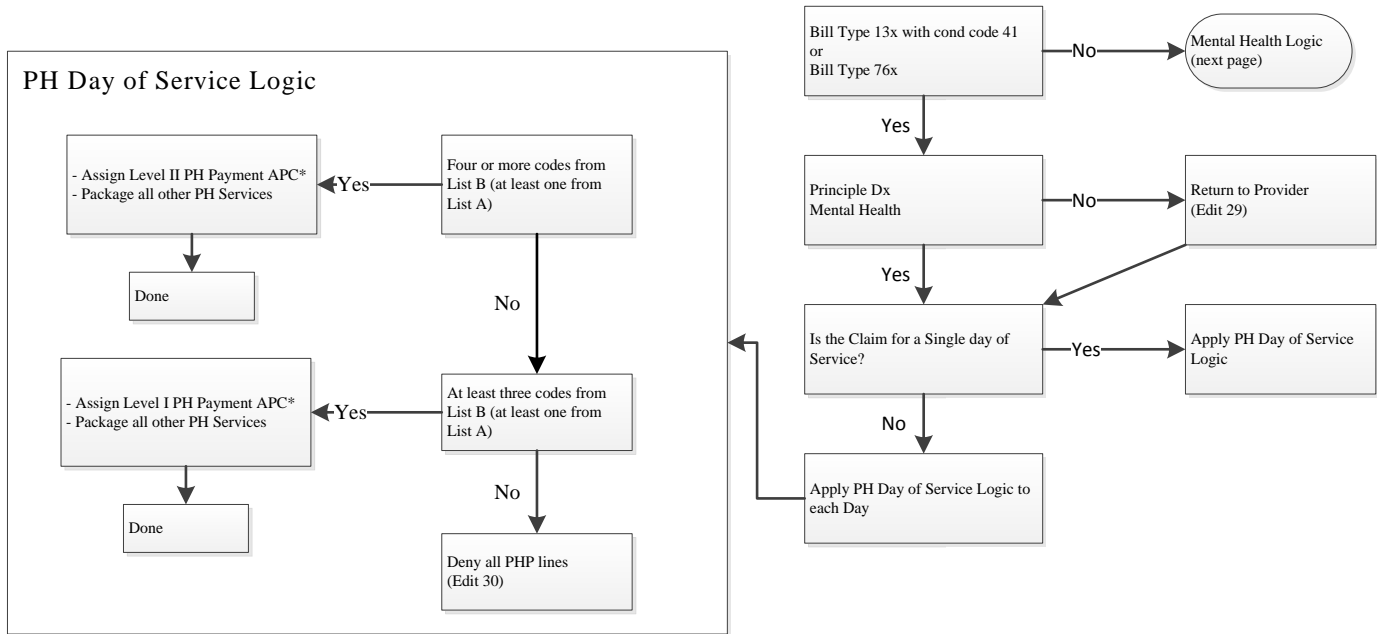 Bill Type 13x with cond code 41
or
Bill Type 76x
No
Mental Health Logic
(next page)
Yes
Principle Dx
Mental Health
No
Return to Provider
(Edit 29)
Yes
Is the Claim for a Single day of
Service?
Yes
Apply PH Day of Service
Logic
No
Apply PH Day of Service Logic to
each Day
PH Day of Service Logic
Four or more codes from
List B (at least one from
List A)
Yes
- Assign Level II PH Payment APC*
- Package all other PH Services
Done
No
At least three codes from
List B (at least one from
List A)
Yes
- Assign Level I PH Payment APC*
- Package all other PH Services
Done
No
Deny all PHP lines
(Edit 30)